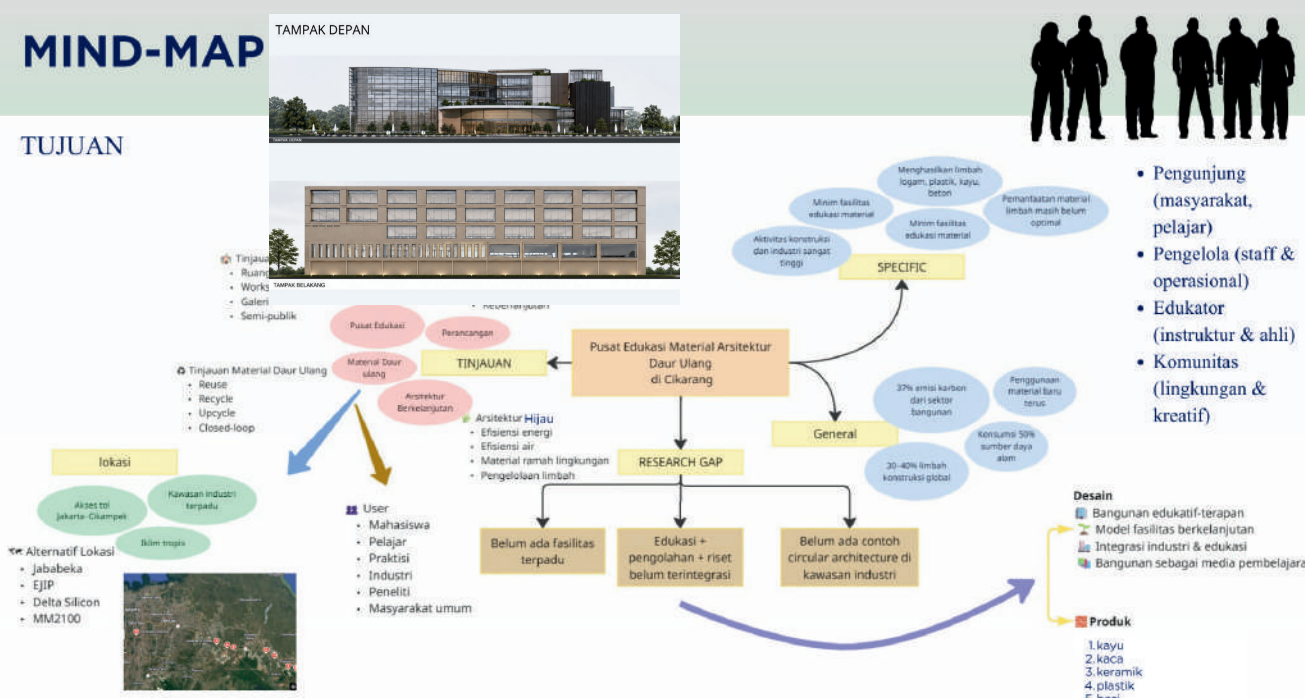 MIND-MAP
TAMPAK DEPAN
TAMPAK DEPAN
TAMPAK BELAKANG
TUJUAN
Pengunjung
(masyarakat,
pelajar)
Pengelola (staff &
operasional)
Edukator
(instruktur & ahli)
Komunitas
(lingkungan &
kreatif)
Menghasilkan limbah
logam, plastik, kayu,
beton
Minim fasilitas
edukasi material
Pemanfaatan material
limbah masih belum
optimal
Minim fasilitas
edukasi material
Aktivitas konstruksi
dan industri sangat
tinggi
SPECIFIC
Ruang
Galeri
Semi-publik
Pusat Edukasi
Perancangan
Material Daur
ulang
Arsitektur
Berkelanjutan
TINJAUAN
Pusat Edukasi Material Arsitektur
Daur Ulang
di Cikarang
Tinjauan Material Daur Ulang
Reuse
Recycle
Upcycle
Closed-loop
Arsitektur Hijau
Efisiensi energi
Efisiensi air
Material ramah lingkungan
Pengelolaan limbah
General
37% emisi karbon
dari sektor
bangunan
Penggunaan
material baru
terus
Konsumsi 50%
sumber daya
alam
30-40% limbah
konstruksi global
RESEARCH GAP
Belum ada fasilitas
terpadu
Edukasi +
pengolahan + riset
belum terintegrasi
Belum ada contoh
circular architecture di
kawasan industri
lokasi
Akses tol
Jakarta-Cikampek
Kawasan industri
terpadu
Iklim tropis
Alternatif Lokasi
Jababeka
EJIP
Delta Silicon
MM2100
User
Mahasiswa
Pelajar
Praktisi
Industri
Peneliti
Masyarakat umum
Desain
Bangunan edukatif-terapan
Model fasilitas berkelanjutan
Integrasi industri & edukasi
Bangunan sebagai media pembelajara
Produk
1.kayu
2.kaca
3.keramik
4.plastik